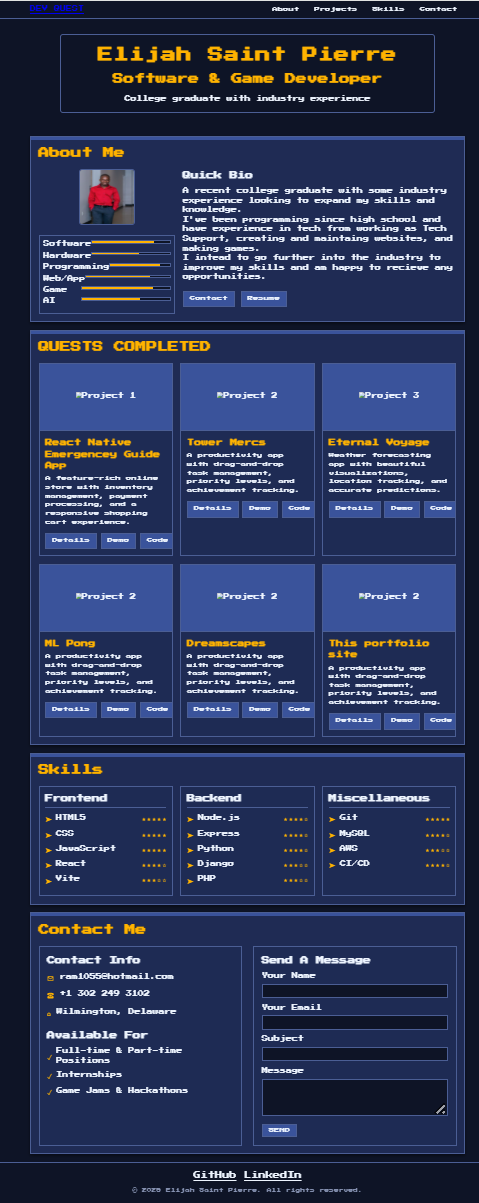 DEV QUEST
About Projects Skills Contact
Elijah Saint Pierre
Software & Game Developer
College graduate with industry experience
About Me
Quick Bio
A recent college graduate with some industry
experience looking to expand my skills and
knowledge.
I've been programming since high school and
have experience in tech from working as Tech
Support, creating and maintaing websites, and
making games.
I intead to go further into the industry to
improve my skills and am happy to recieve any
opportunities.
Contact Resume
Software
Hardware
Programming
Web/App
Game
AI
QUESTS COMPLETED
Project 1
React Native
Emergencey Guide
App
A feature-rich online
store with inventory
management, payment
processing, and a
responsive shopping
cart experience.
Details Demo Code
Project 2
Tower Mercs
A productivity app
with drag-and-drop
task management,
priority levels, and
achievement tracking.
Details Demo Code
Project 3
Eternal Voyage
Weather forecasting
app with beautiful
visualizations,
location tracking, and
accurate predictions.
Details Demo Code
Project 2
ML Pong
A productivity app
with drag-and-drop
task management,
priority levels, and
achievement tracking.
Details Demo Code
Project 2
Dreamscapes
A productivity app
with drag-and-drop
task management,
priority levels, and
achievement tracking.
Details Demo Code
Project 2
This portfolio
site
A productivity app
with drag-and-drop
task management,
priority levels, and
achievement tracking.
Details Demo Code
Skills
Frontend
➤ HTML5 ★★★★★
➤ CSS ★★★★★
➤ JavaScript ★★★★★
➤ React ★★★★☆
➤ Vite ★★★☆☆
Backend
➤ Node.js ★★★★☆
➤ Express ★★★★☆
➤ Python ★★★★☆
➤ Django ★★★★☆
➤ PHP ★★★☆☆
Miscellaneous
➤ Git ★★★★★
➤ MySQL ★★★★☆
➤ AWS ★★★☆☆
➤ CI/CD ★★★★☆
Contact Me
Contact Info
ram1055@hotmail.com
+1 302 249 3102
Wilmington, Delaware
Available For
✓ Full-time & Part-time
Positions
✓ Internships
✓ Game Jams & Hackathons
Send A Message
Your Name
Your Email
Subject
Message
SEND
GitHub LinkedIn
© 2025 Elijah Saint Pierre. All rights reserved.